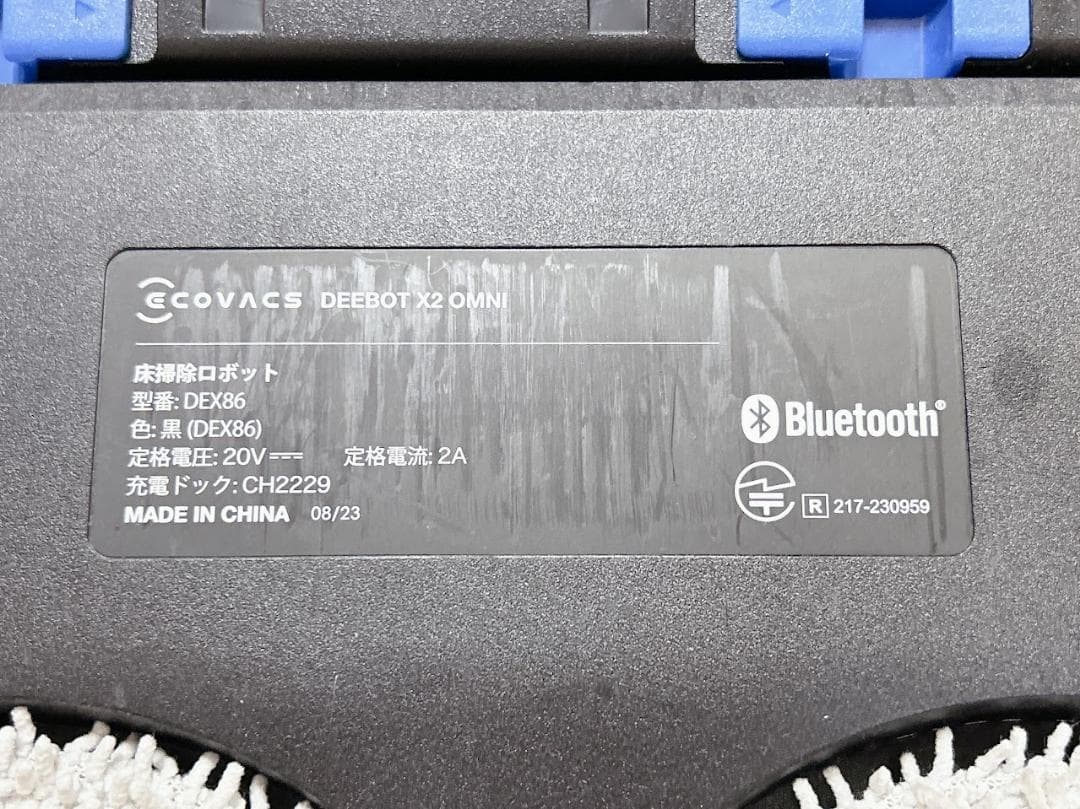 ECOVACS DEEBOT X2 OMNI
床掃除ロボット
型番: DEX86
色: 黒 (DEX86)
定格電圧: 20V 定格電流: 2A
充電ドック: CH2229
MADE IN CHINA 08/23
Bluetooth®
R 217-230959